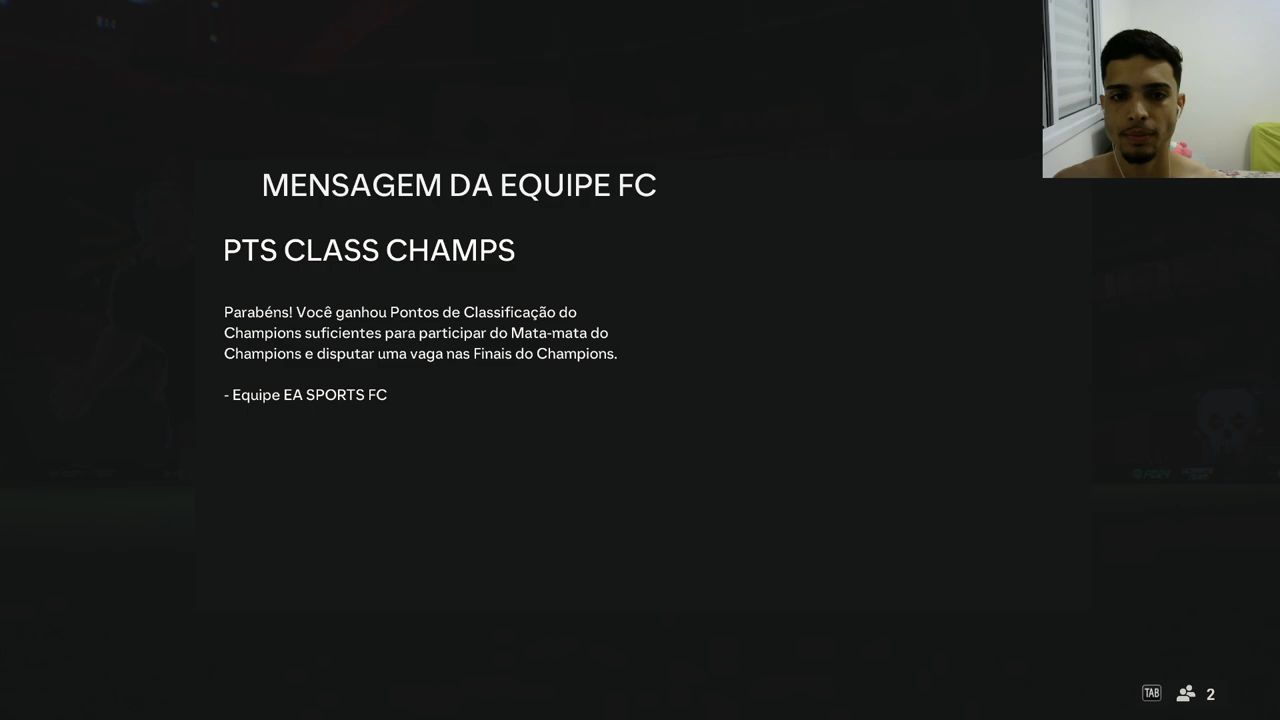 MENSAGEM DA EQUIPE FC
PTS CLASS CHAMPS
Parabéns! Você ganhou Pontos de Classificação do
Champions suficientes para participar do Mata-mata do
Champions e disputar uma vaga nas Finais do Champions.
- Equipe EA SPORTS FC
FC24
TAB
2